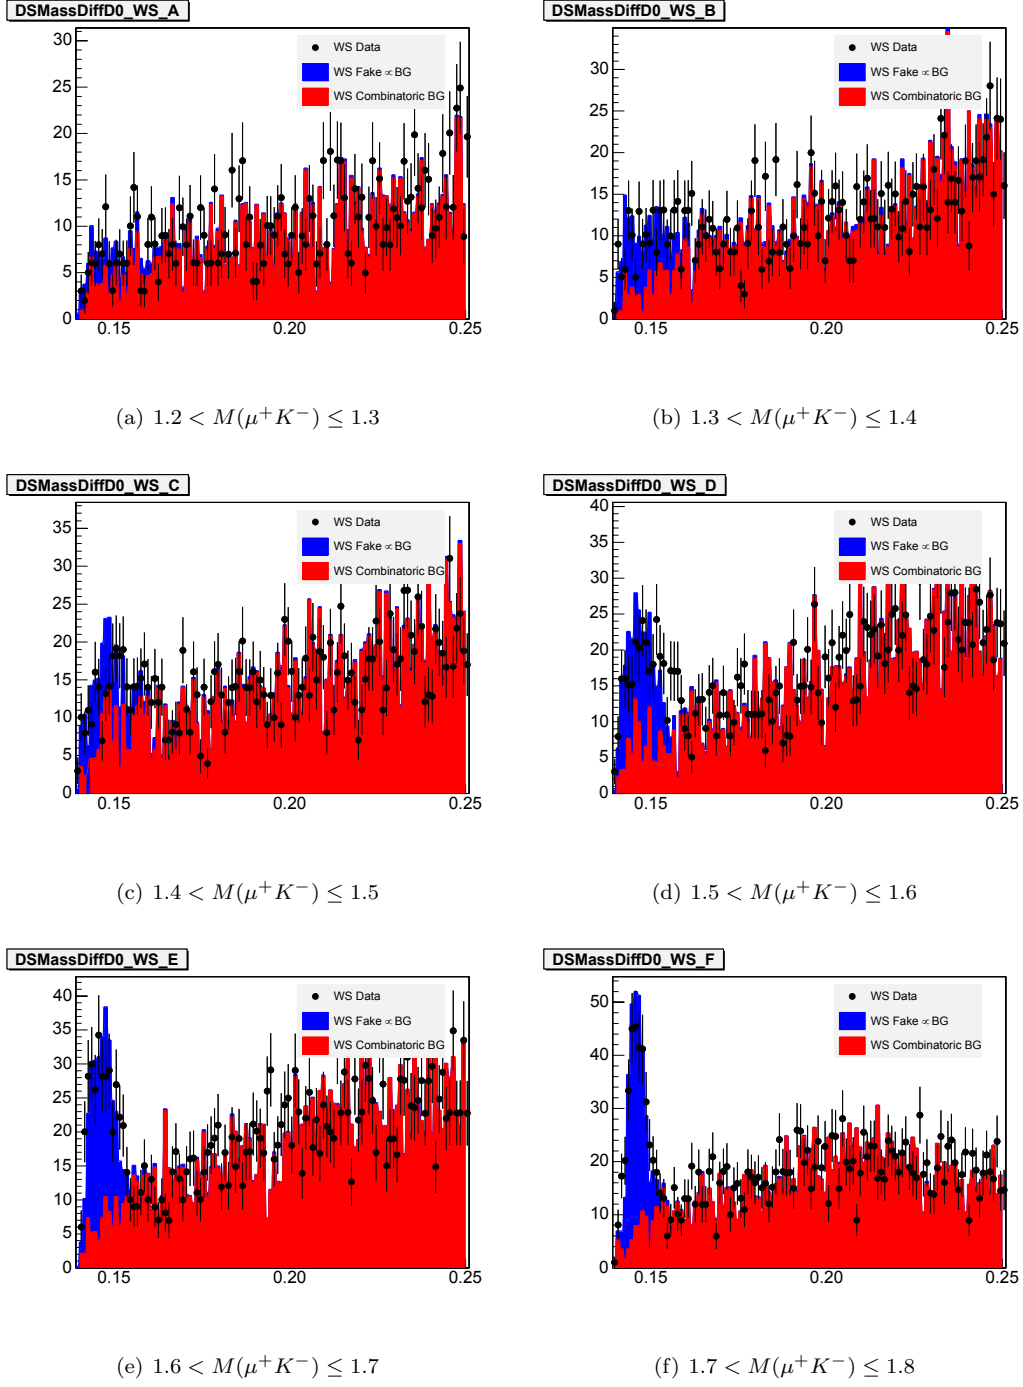 DSMassDiffD0_WS_A
30
25
20
15
10
5
0
0.15
0.20
0.25
WS Data
WS Fake ∝BG
WS Combinatoric BG
(a) 1.2 < M(μ⁺K⁻) ≤ 1.3
DSMassDiffD0_WS_B
35
30
25
20
15
10
5
0
0.15
0.20
0.25
WS Data
WS Fake ∝BG
WS Combinatoric BG
(b) 1.3 < M(μ⁺K⁻) ≤ 1.4
DSMassDiffD0_WS_C
35
30
25
20
15
10
5
0
0.15
0.20
0.25
WS Data
WS Fake ∝BG
WS Combinatoric BG
(c) 1.4 < M(μ⁺K⁻) ≤ 1.5
DSMassDiffD0_WS_D
40
35
30
25
20
15
10
5
0
0.15
0.20
0.25
WS Data
WS Fake ∝BG
WS Combinatoric BG
(d) 1.5 < M(μ⁺K⁻) ≤ 1.6
DSMassDiffD0_WS_E
40
35
30
25
20
15
10
5
0
0.15
0.20
0.25
WS Data
WS Fake ∝BG
WS Combinatoric BG
(e) 1.6 < M(μ⁺K⁻) ≤ 1.7
DSMassDiffD0_WS_F
50
40
30
20
10
0
0.15
0.20
0.25
WS Data
WS Fake ∝BG
WS Combinatoric BG
(f) 1.7 < M(μ⁺K⁻) ≤ 1.8